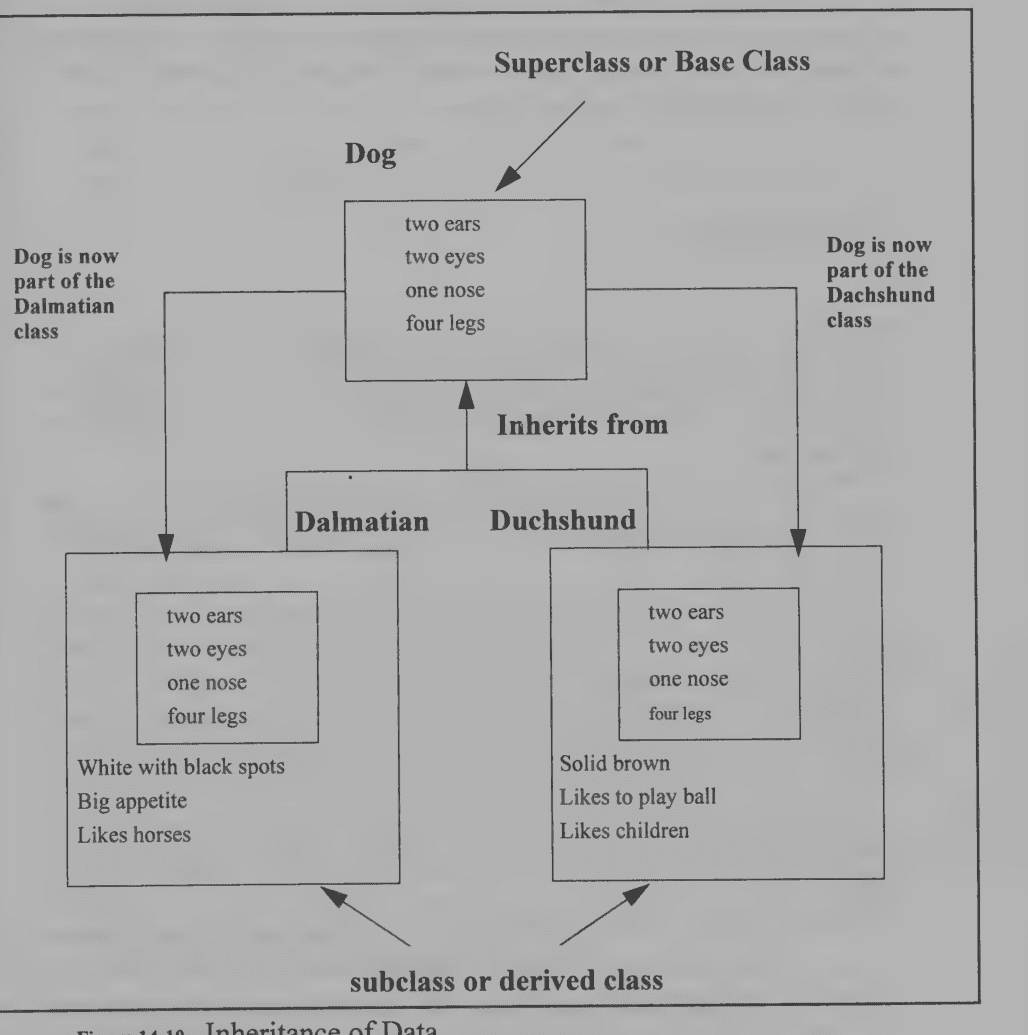 Superclass or Base Class
Dog
two ears
two eyes
one nose
four legs
Dog is now
part of the
Dalmatian
class
Dog is now
part of the
Dachshund
class
Inherits from
Dalmatian
Duchshund
two ears
two eyes
one nose
four legs
White with black spots
Big appetite
Likes horses
two ears
two eyes
one nose
four legs
Solid brown
Likes to play ball
Likes children
subclass or derived class
Inheritance of Data